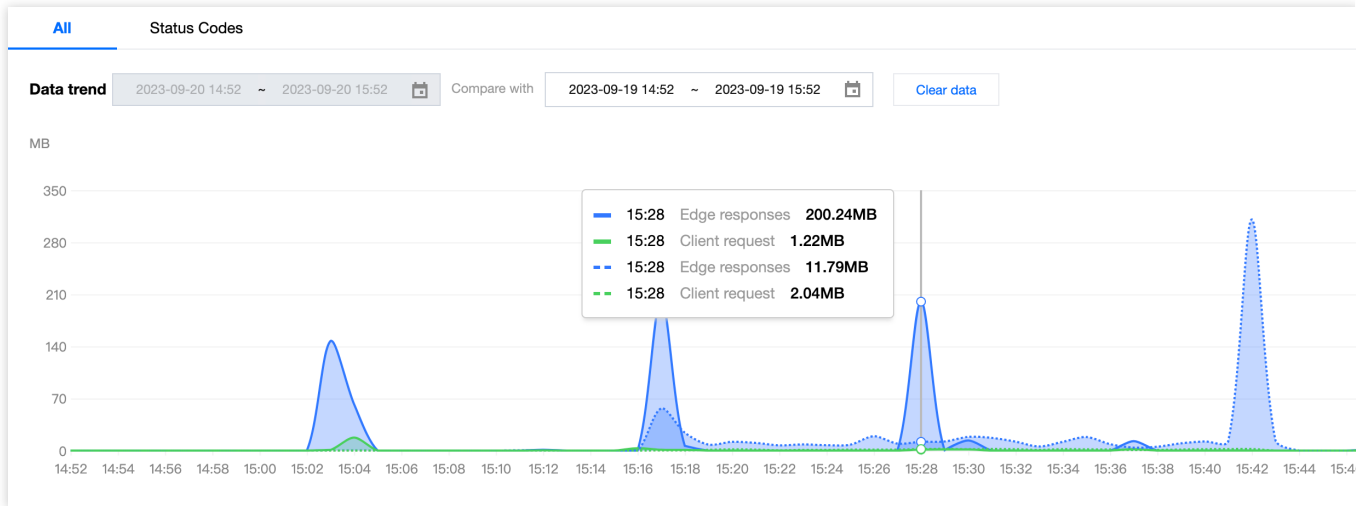 All Status Codes
Data trend 2023-09-20 14:52 ~ 2023-09-20 15:52 Compare with 2023-09-19 14:52 ~ 2023-09-19 15:52 Clear data
MB
350
15:28 Edge responses 200.24MB
15:28 Client request 1.22MB
15:28 Edge responses 11.79MB
15:28 Client request 2.04MB
280
210
140
70
0
14:52 14:54 14:56 14:58 15:00 15:02 15:04 15:06 15:08 15:10 15:12 15:14 15:16 15:18 15:20 15:22 15:24 15:26 15:28 15:30 15:32 15:34 15:36 15:38 15:40 15:42 15:44